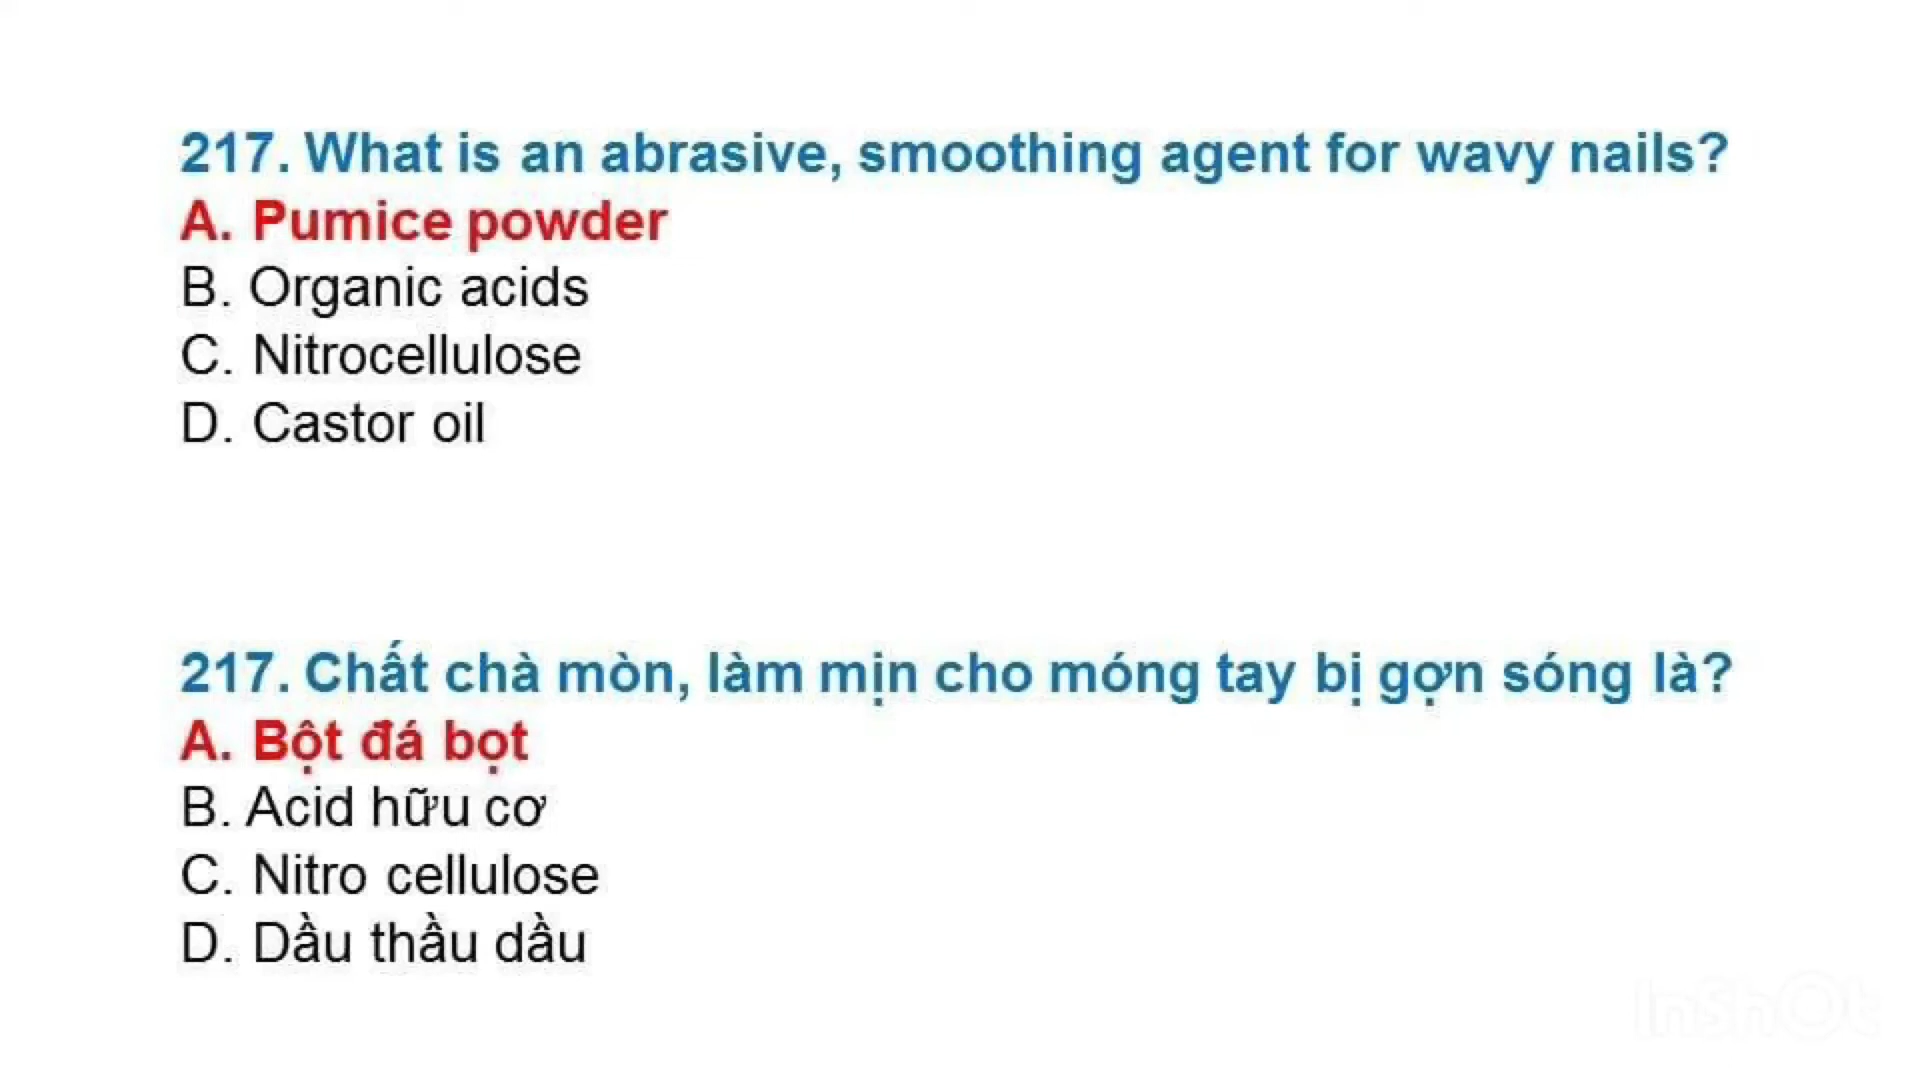 217. What is an abrasive, smoothing agent for wavy nails?
A. Pumice powder
B. Organic acids
C. Nitrocellulose
D. Castor oil
217. Chất chà mòn, làm mịn cho móng tay bị gợn sóng là?
A. Bột đá bọt
B. Acid hữu cơ
C. Nitro cellulose
D. Dầu thầu dầu
InShOt